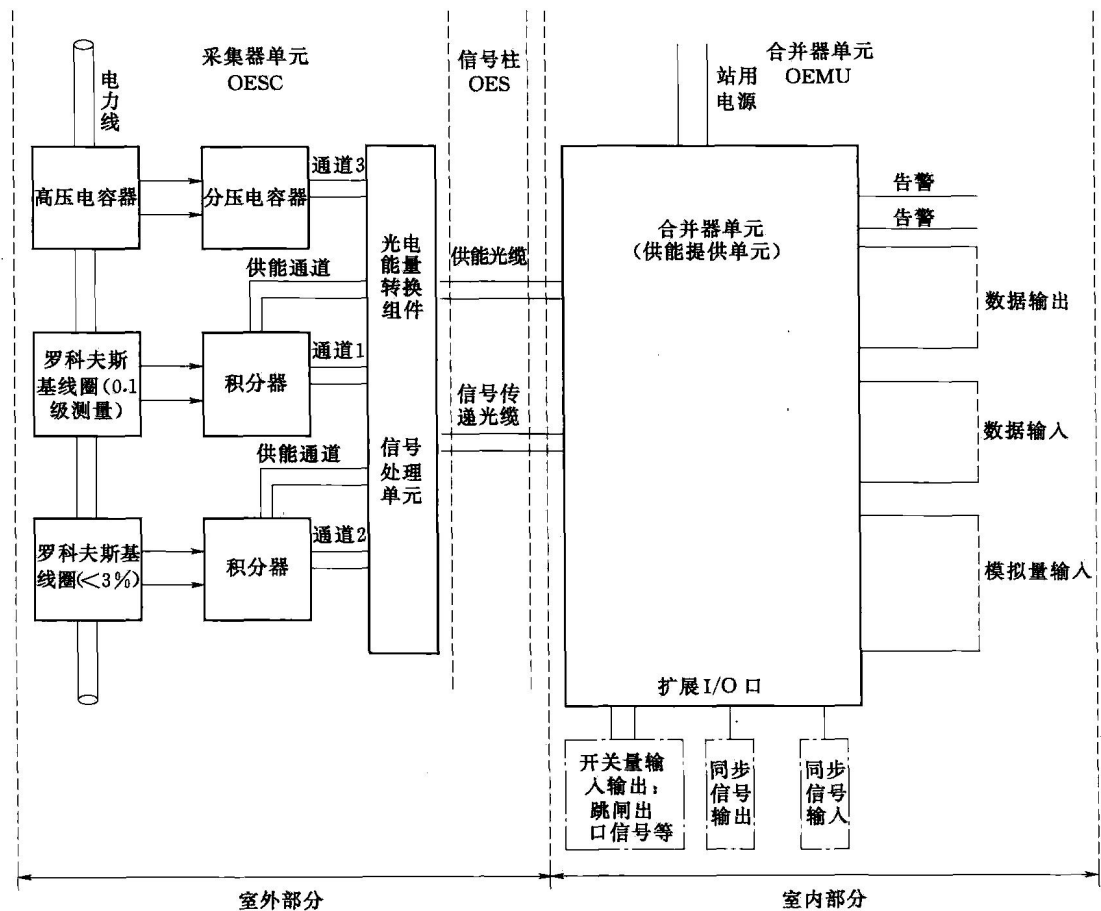 采集器单元
OESC
信号柱
OES
合并器单元
OEMU
站用
电源
电
力
线
高压电容器
分压电容器
通道3
供能通道
罗科夫斯
基线圈(0.1
级测量)
积分器
通道1
供能通道
罗科夫斯基
线圈(<3%)
积分器
通道2
光电
能量
转换
组件
信号
处理
单元
供能光缆
信号传
递光缆
合并器单元
(供能提供单元)
告警
告警
数据输出
数据输入
模拟量输入
扩展I/O口
开关量输
入输出:
跳闸出
口信号等
同步
信号
输出
同步
信号
输入
室外部分
室内部分